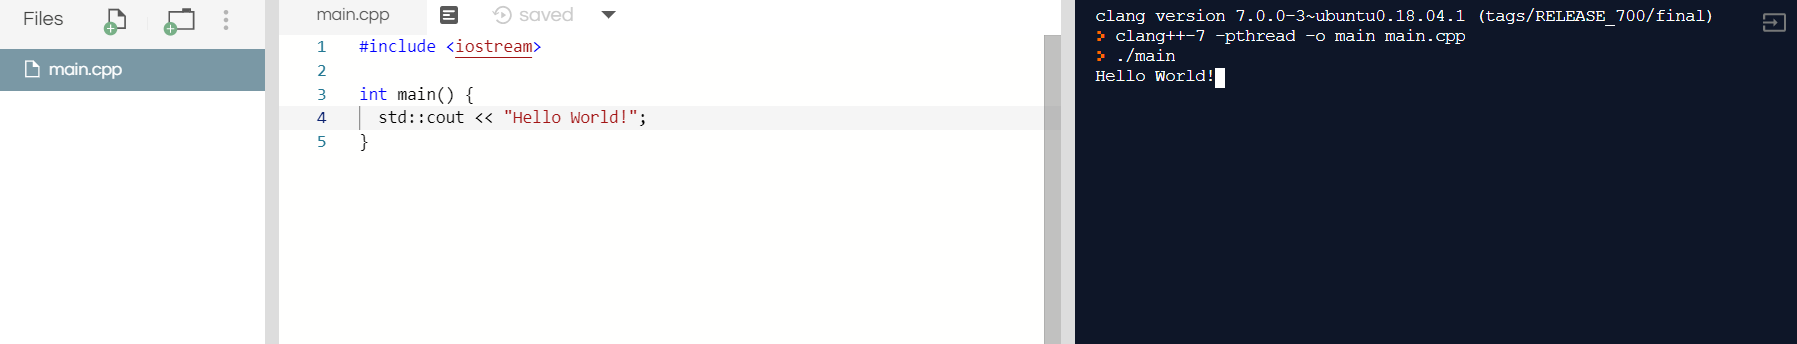 Files
main.cpp
main.cpp
saved
1 #include <iostream>
2
3 int main() {
4   std::cout << "Hello World!";
5 }
clang version 7.0.0-3~ubuntu0.18.04.1 (tags/RELEASE_700/final)
> clang++-7 -pthread -o main main.cpp
> ./main
Hello World!